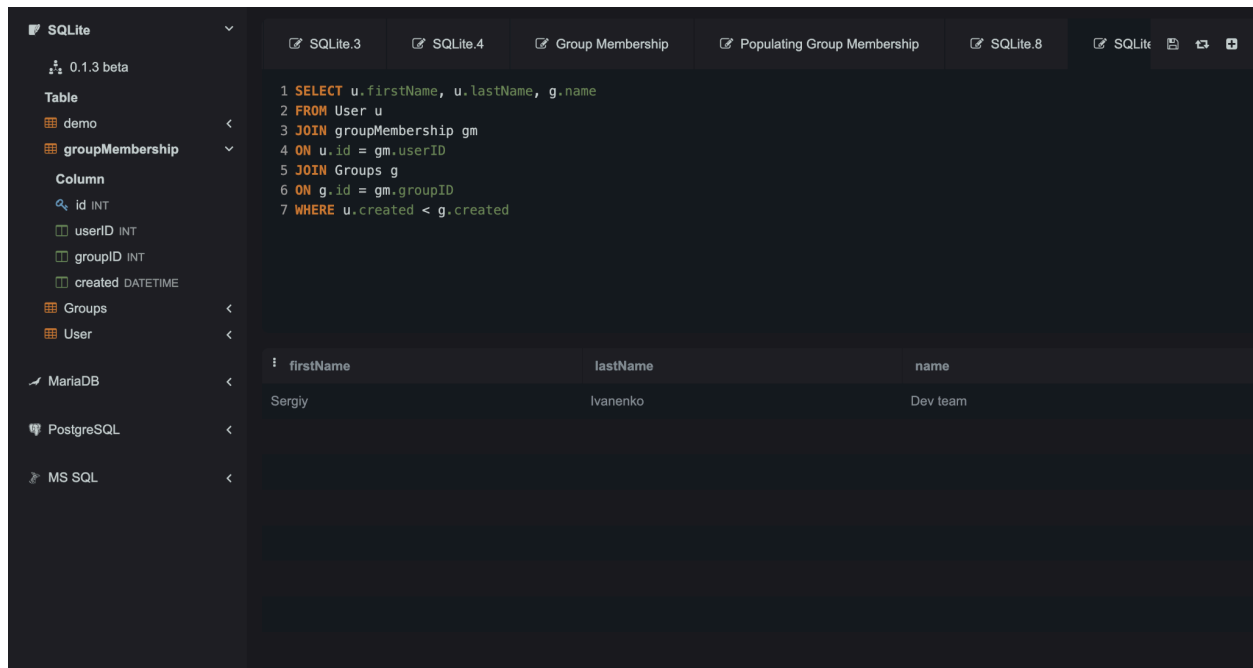 SQLite
0.1.3 beta
Table
demo
groupMembership
Column
id INT
userID INT
groupID INT
created DATETIME
Groups
User
MariaDB
PostgreSQL
MS SQL
SQLite.3 SQLite.4 Group Membership Populating Group Membership SQLite.8 SQLite
1 SELECT u.firstName, u.lastName, g.name
2 FROM User u
3 JOIN groupMembership gm
4 ON u.id = gm.userID
5 JOIN Groups g
6 ON g.id = gm.groupID
7 WHERE u.created < g.created
firstName lastName name
Sergiy Ivanenko Dev team